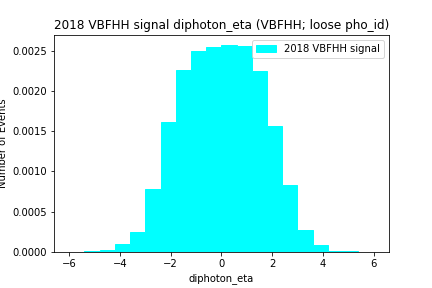 2018 VBFHH signal diphoton_eta (VBFHH; loose pho_id)
2018 VBFHH signal
Number of Events
0.0025
0.0020
0.0015
0.0010
0.0005
0.0000
−6 −4 −2 0 2 4 6
diphoton_eta